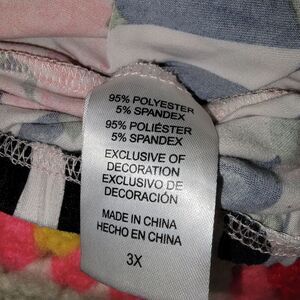 95% POLYESTER
5% SPANDEX
95% POLIÉSTER
5% SPANDEX
EXCLUSIVE OF
DECORATION
EXCLUSIVO DE
DECORACIÓN
MADE IN CHINA
HECHO EN CHINA
3X